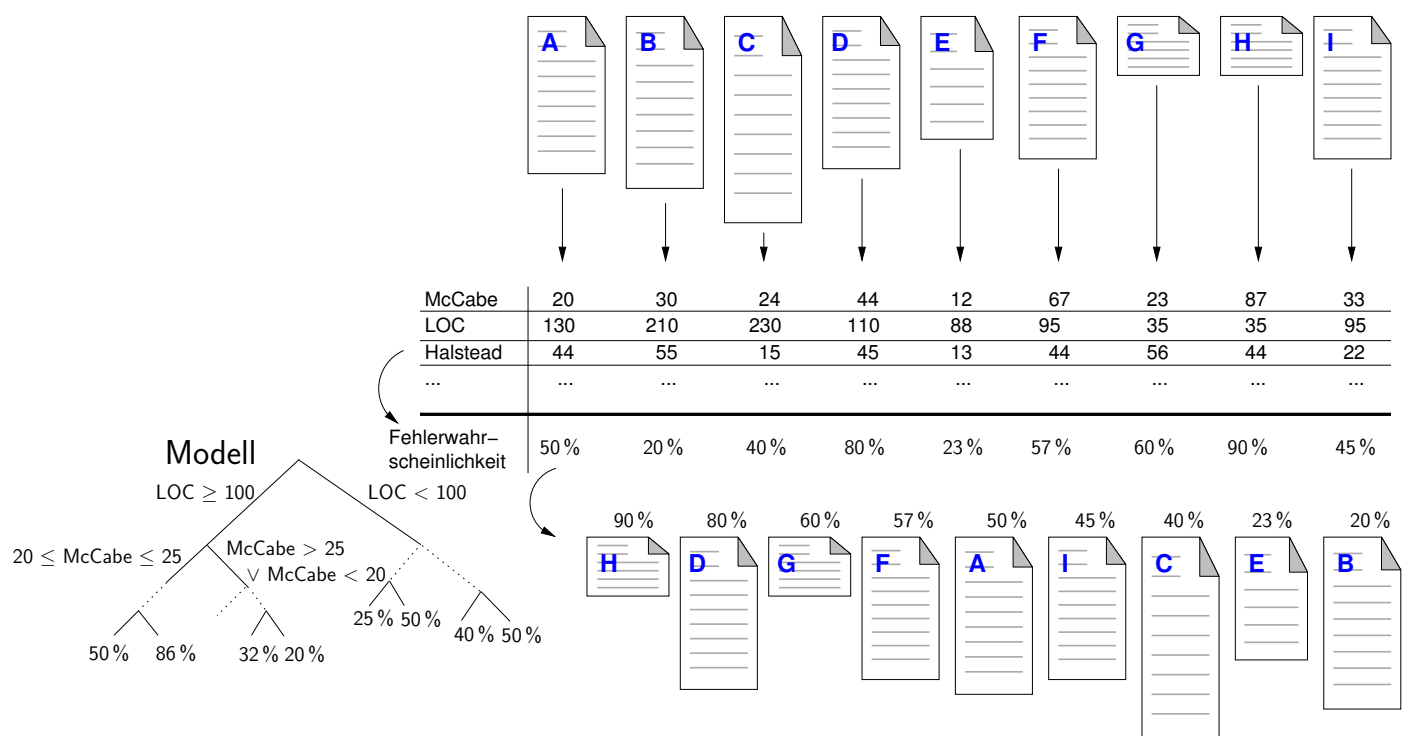 A B C D E F G H I
McCabe 20 30 24 44 12 67 23 87 33
LOC 130 210 230 110 88 95 35 35 95
Halstead 44 55 15 45 13 44 56 44 22
... ... ... ... ... ... ... ... ... ...
Fehlerwahr–
scheinlichkeit
50 % 20 % 40 % 80 % 23 % 57 % 60 % 90 % 45 %
Modell
LOC ≥ 100 LOC < 100
20 ≤ McCabe ≤ 25 McCabe > 25
∨ McCabe < 20
25 % 50 %
40 % 50 %
50 % 86 % 32 % 20 %
90 % 80 % 60 % 57 % 50 % 45 % 40 % 23 % 20 %
H D G F A I C E B